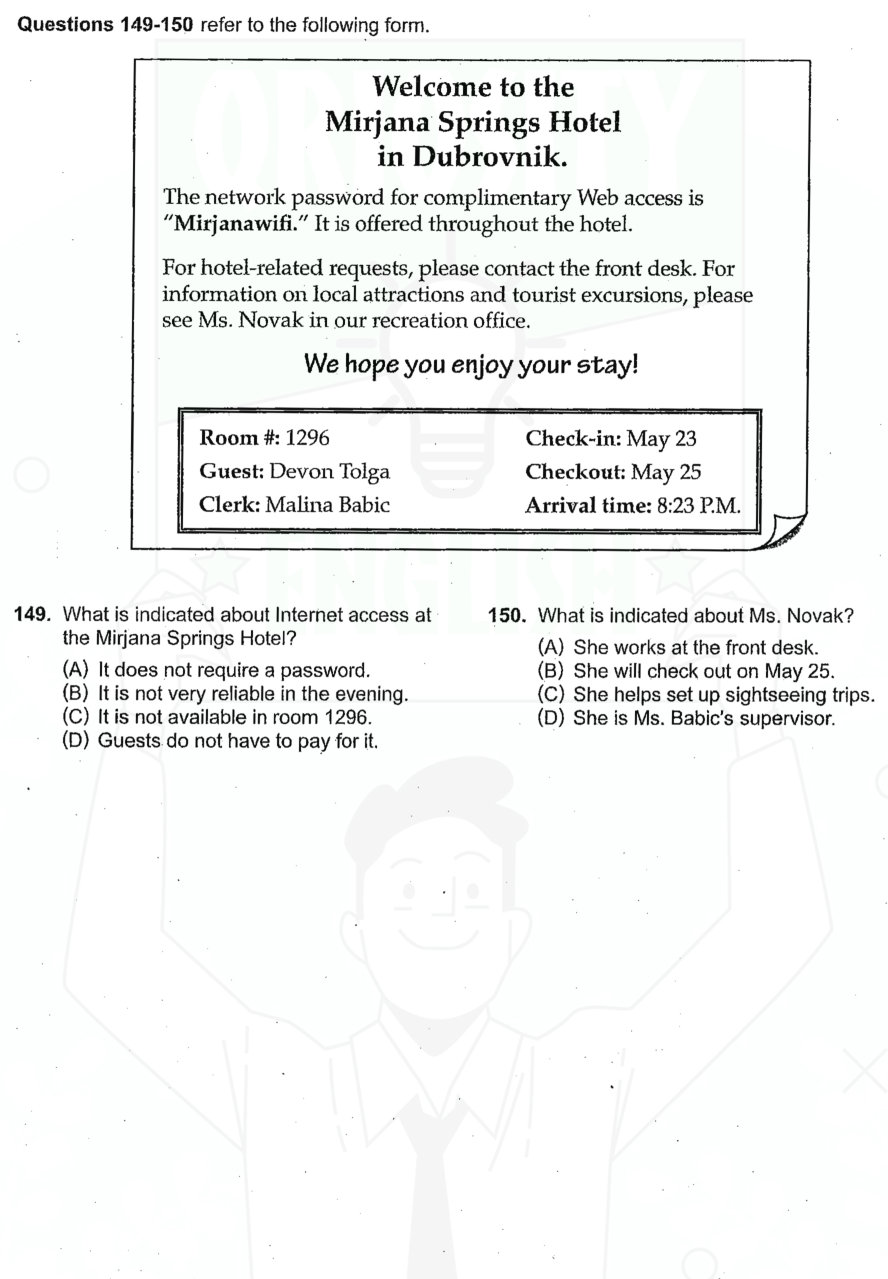 Questions 149-150 refer to the following form.
Welcome to the
Mirjana Springs Hotel
in Dubrovnik.
The network password for complimentary Web access is
"Mirjanawifi." It is offered throughout the hotel.
For hotel-related requests, please contact the front desk. For
information on local attractions and tourist excursions, please
see Ms. Novak in our recreation office.
We hope you enjoy your stay!
Room #: 1296
Guest: Devon Tolga
Clerk: Malina Babic
Check-in: May 23
Checkout: May 25
Arrival time: 8:23 P.M.
149. What is indicated about Internet access at
the Mirjana Springs Hotel?
(A) It does not require a password.
(B) It is not very reliable in the evening.
(C) It is not available in room 1296.
(D) Guests do not have to pay for it.
150. What is indicated about Ms. Novak?
(A) She works at the front desk.
(B) She will check out on May 25.
(C) She helps set up sightseeing trips.
(D) She is Ms. Babic's supervisor.